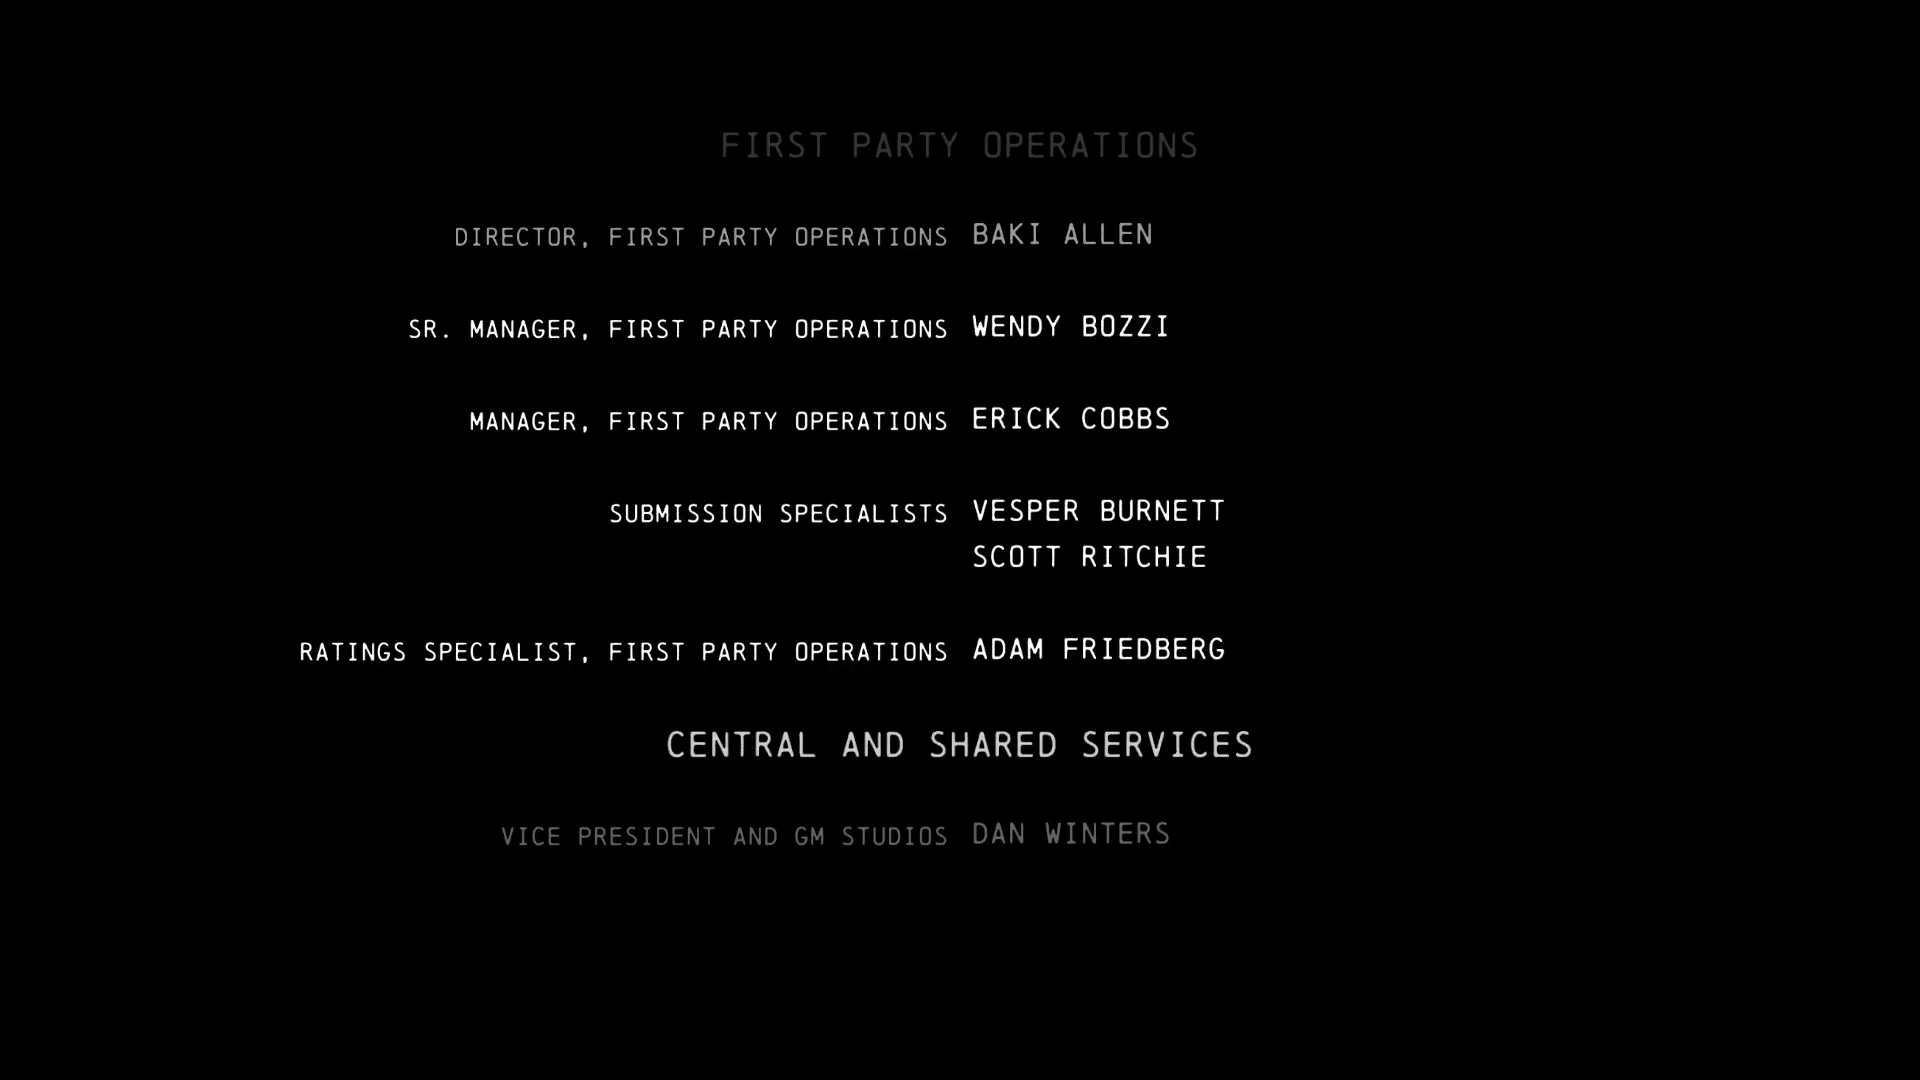 FIRST PARTY OPERATIONS
DIRECTOR, FIRST PARTY OPERATIONS BAKI ALLEN
SR. MANAGER, FIRST PARTY OPERATIONS WENDY BOZZI
MANAGER, FIRST PARTY OPERATIONS ERICK COBBS
SUBMISSION SPECIALISTS VESPER BURNETT
SCOTT RITCHIE
RATINGS SPECIALIST, FIRST PARTY OPERATIONS ADAM FRIEDBERG
CENTRAL AND SHARED SERVICES
VICE PRESIDENT AND GM STUDIOS DAN WINTERS